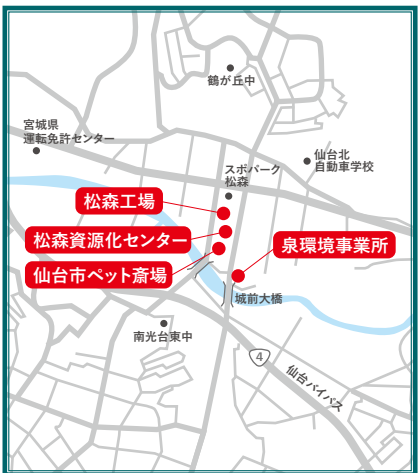 鶴が丘中
宮城県
運転免許センター
仙台北
自動車学校
スポパーク
松森
松森工場
松森資源化センター
泉環境事業所
仙台市ペット斎場
城前大橋
南光台東中
4
仙台バイパス